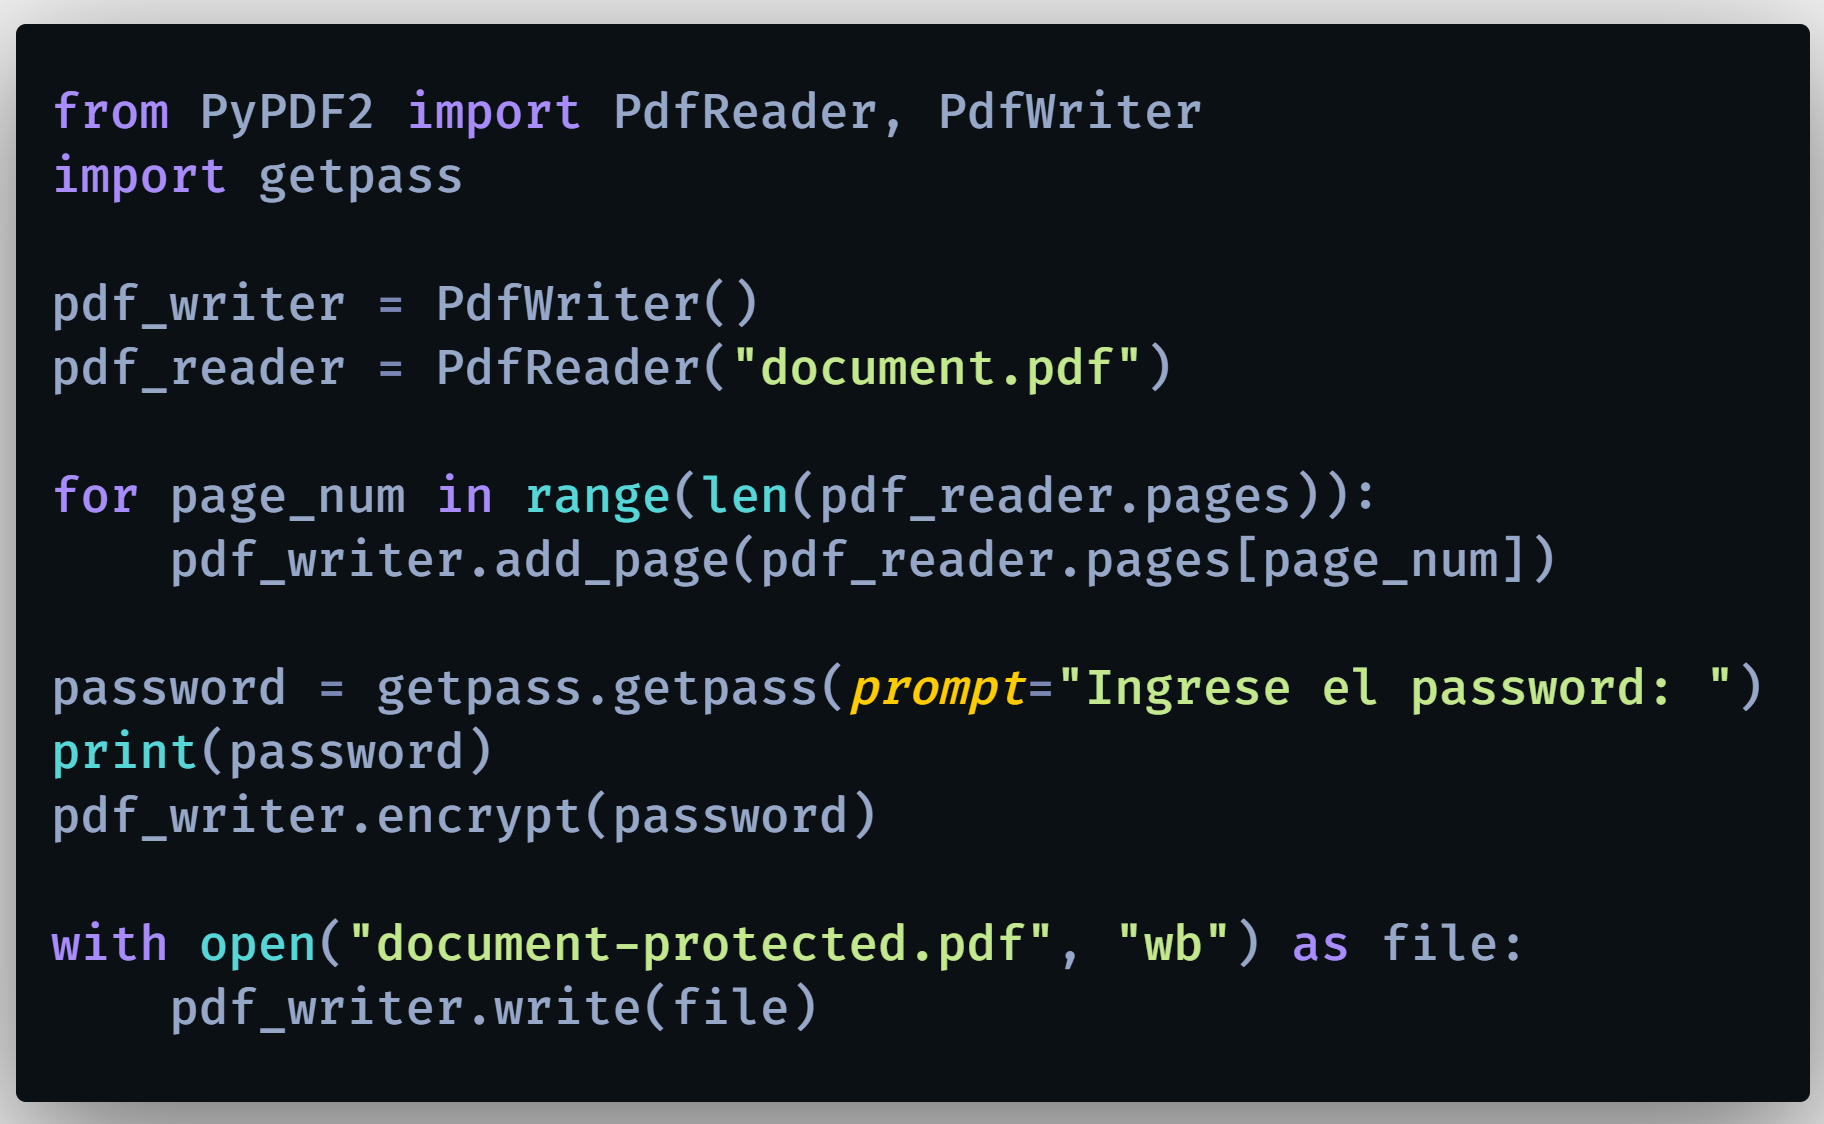 from PyPDF2 import PdfReader, PdfWriter
import getpass

pdf_writer = PdfWriter()
pdf_reader = PdfReader("document.pdf")

for page_num in range(len(pdf_reader.pages)):
    pdf_writer.add_page(pdf_reader.pages[page_num])

password = getpass.getpass(prompt="Ingrese el password: ")
print(password)
pdf_writer.encrypt(password)

with open("document-protected.pdf", "wb") as file:
    pdf_writer.write(file)